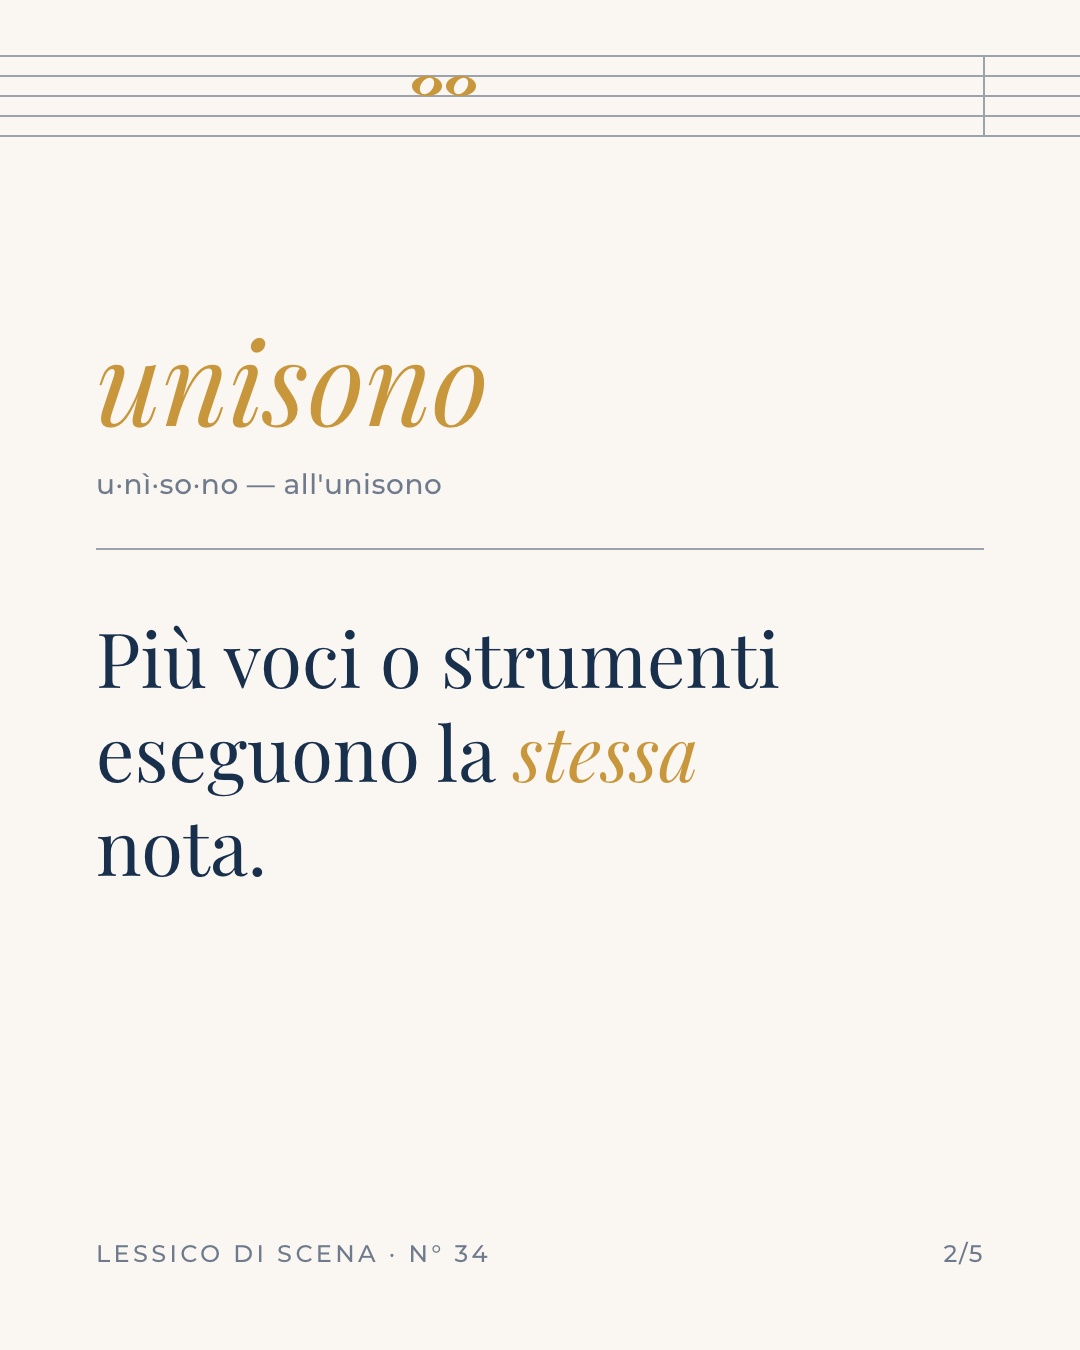 unisono
u·nì·so·no — all'unisono
Più voci o strumenti
eseguono la stessa
nota.
LESSICO DI SCENA · N° 34
2/5